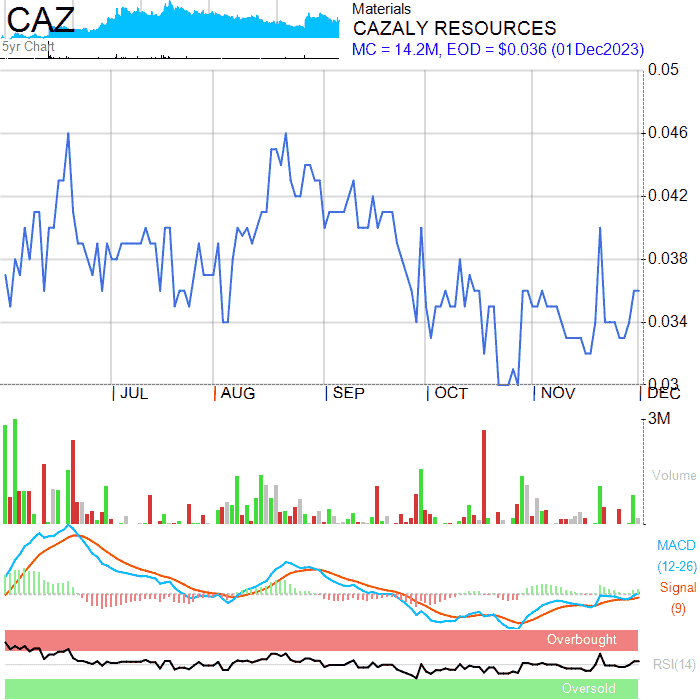 CAZ
5yr Chart
Materials
CAZALY RESOURCES
MC = 14.2M, EOD = $0.036 (01Dec2023)
0.05
0.046
0.042
0.038
0.034
0.03
JUL AUG SEP OCT NOV DEC
3M
Volume
MACD
(12-26)
Signal
(9)
Overbought
RSI(14)
Oversold